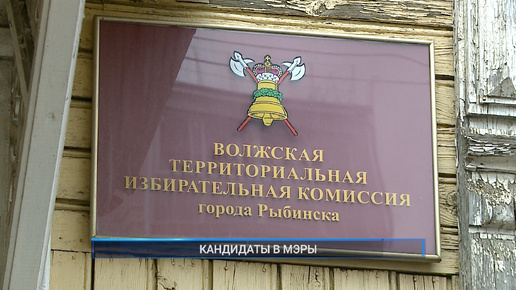 ВОЛЖСКАЯ
ТЕРРИТОРИАЛЬНАЯ
ИЗБИРАТЕЛЬНАЯ КОМИССИЯ
города Рыбинска
КАНДИДАТЫ В МЭРЫ